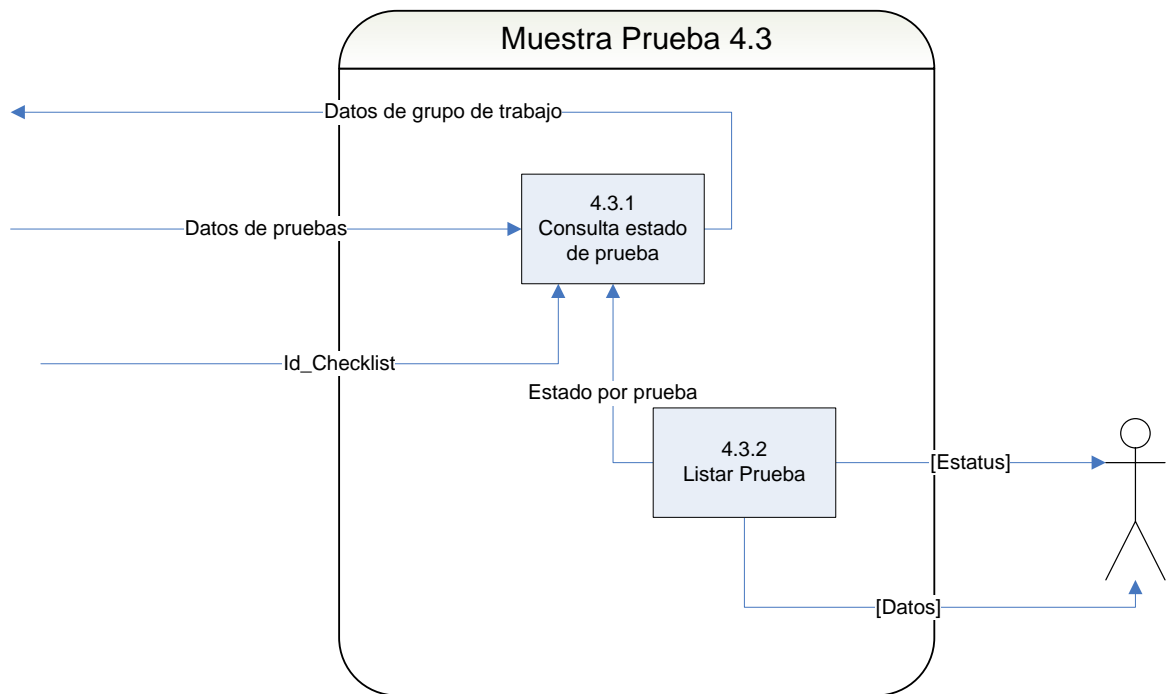 Muestra Prueba 4.3
Datos de grupo de trabajo
4.3.1
Consulta estado
de prueba
Datos de pruebas
Id_Checklist
Estado por prueba
4.3.2
Listar Prueba
[Estatus]
[Datos]